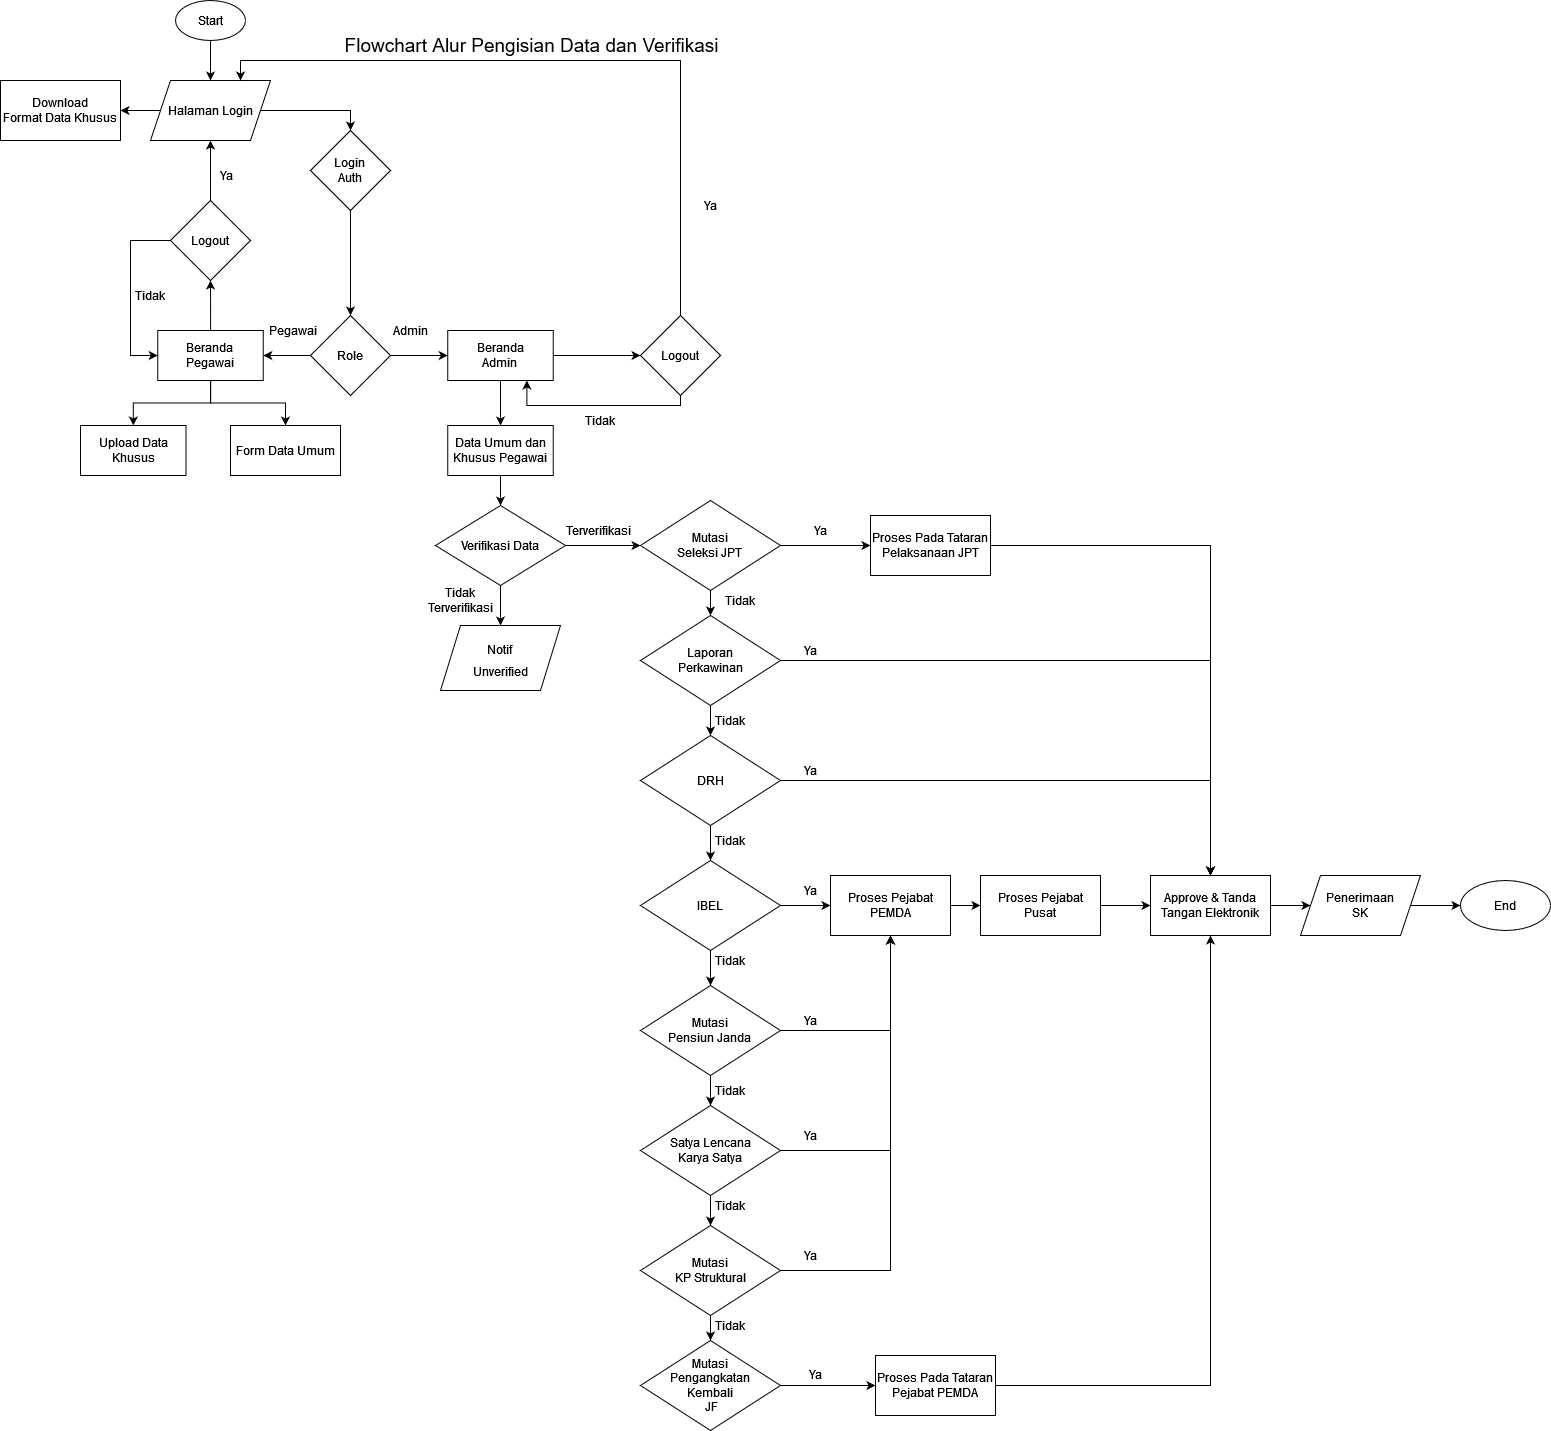 Start
Flowchart Alur Pengisian Data dan Verifikasi
Download
Format Data Khusus
Halaman Login
Login
Auth
Ya
Ya
Logout
Tidak
Pegawai
Admin
Beranda
Pegawai
Role
Beranda
Admin
Logout
Tidak
Upload Data
Khusus
Form Data Umum
Data Umum dan
Khusus Pegawai
Verifikasi Data
Terverifikasi
Mutasi
Seleksi JPT
Ya
Proses Pada Tataran
Pelaksanaan JPT
Tidak
Terverifikasi
Tidak
Notif
Unverified
Laporan
Perkawinan
Ya
Tidak
DRH
Ya
Tidak
IBEL
Ya
Proses Pejabat
PEMDA
Proses Pejabat
Pusat
Approve & Tanda
Tangan Elektronik
Penerimaan
SK
End
Tidak
Mutasi
Pensiun Janda
Ya
Tidak
Satya Lencana
Karya Satya
Ya
Tidak
Mutasi
KP Struktural
Ya
Tidak
Mutasi
Pengangkatan
Kembali
JF
Ya
Proses Pada Tataran
Pejabat PEMDA